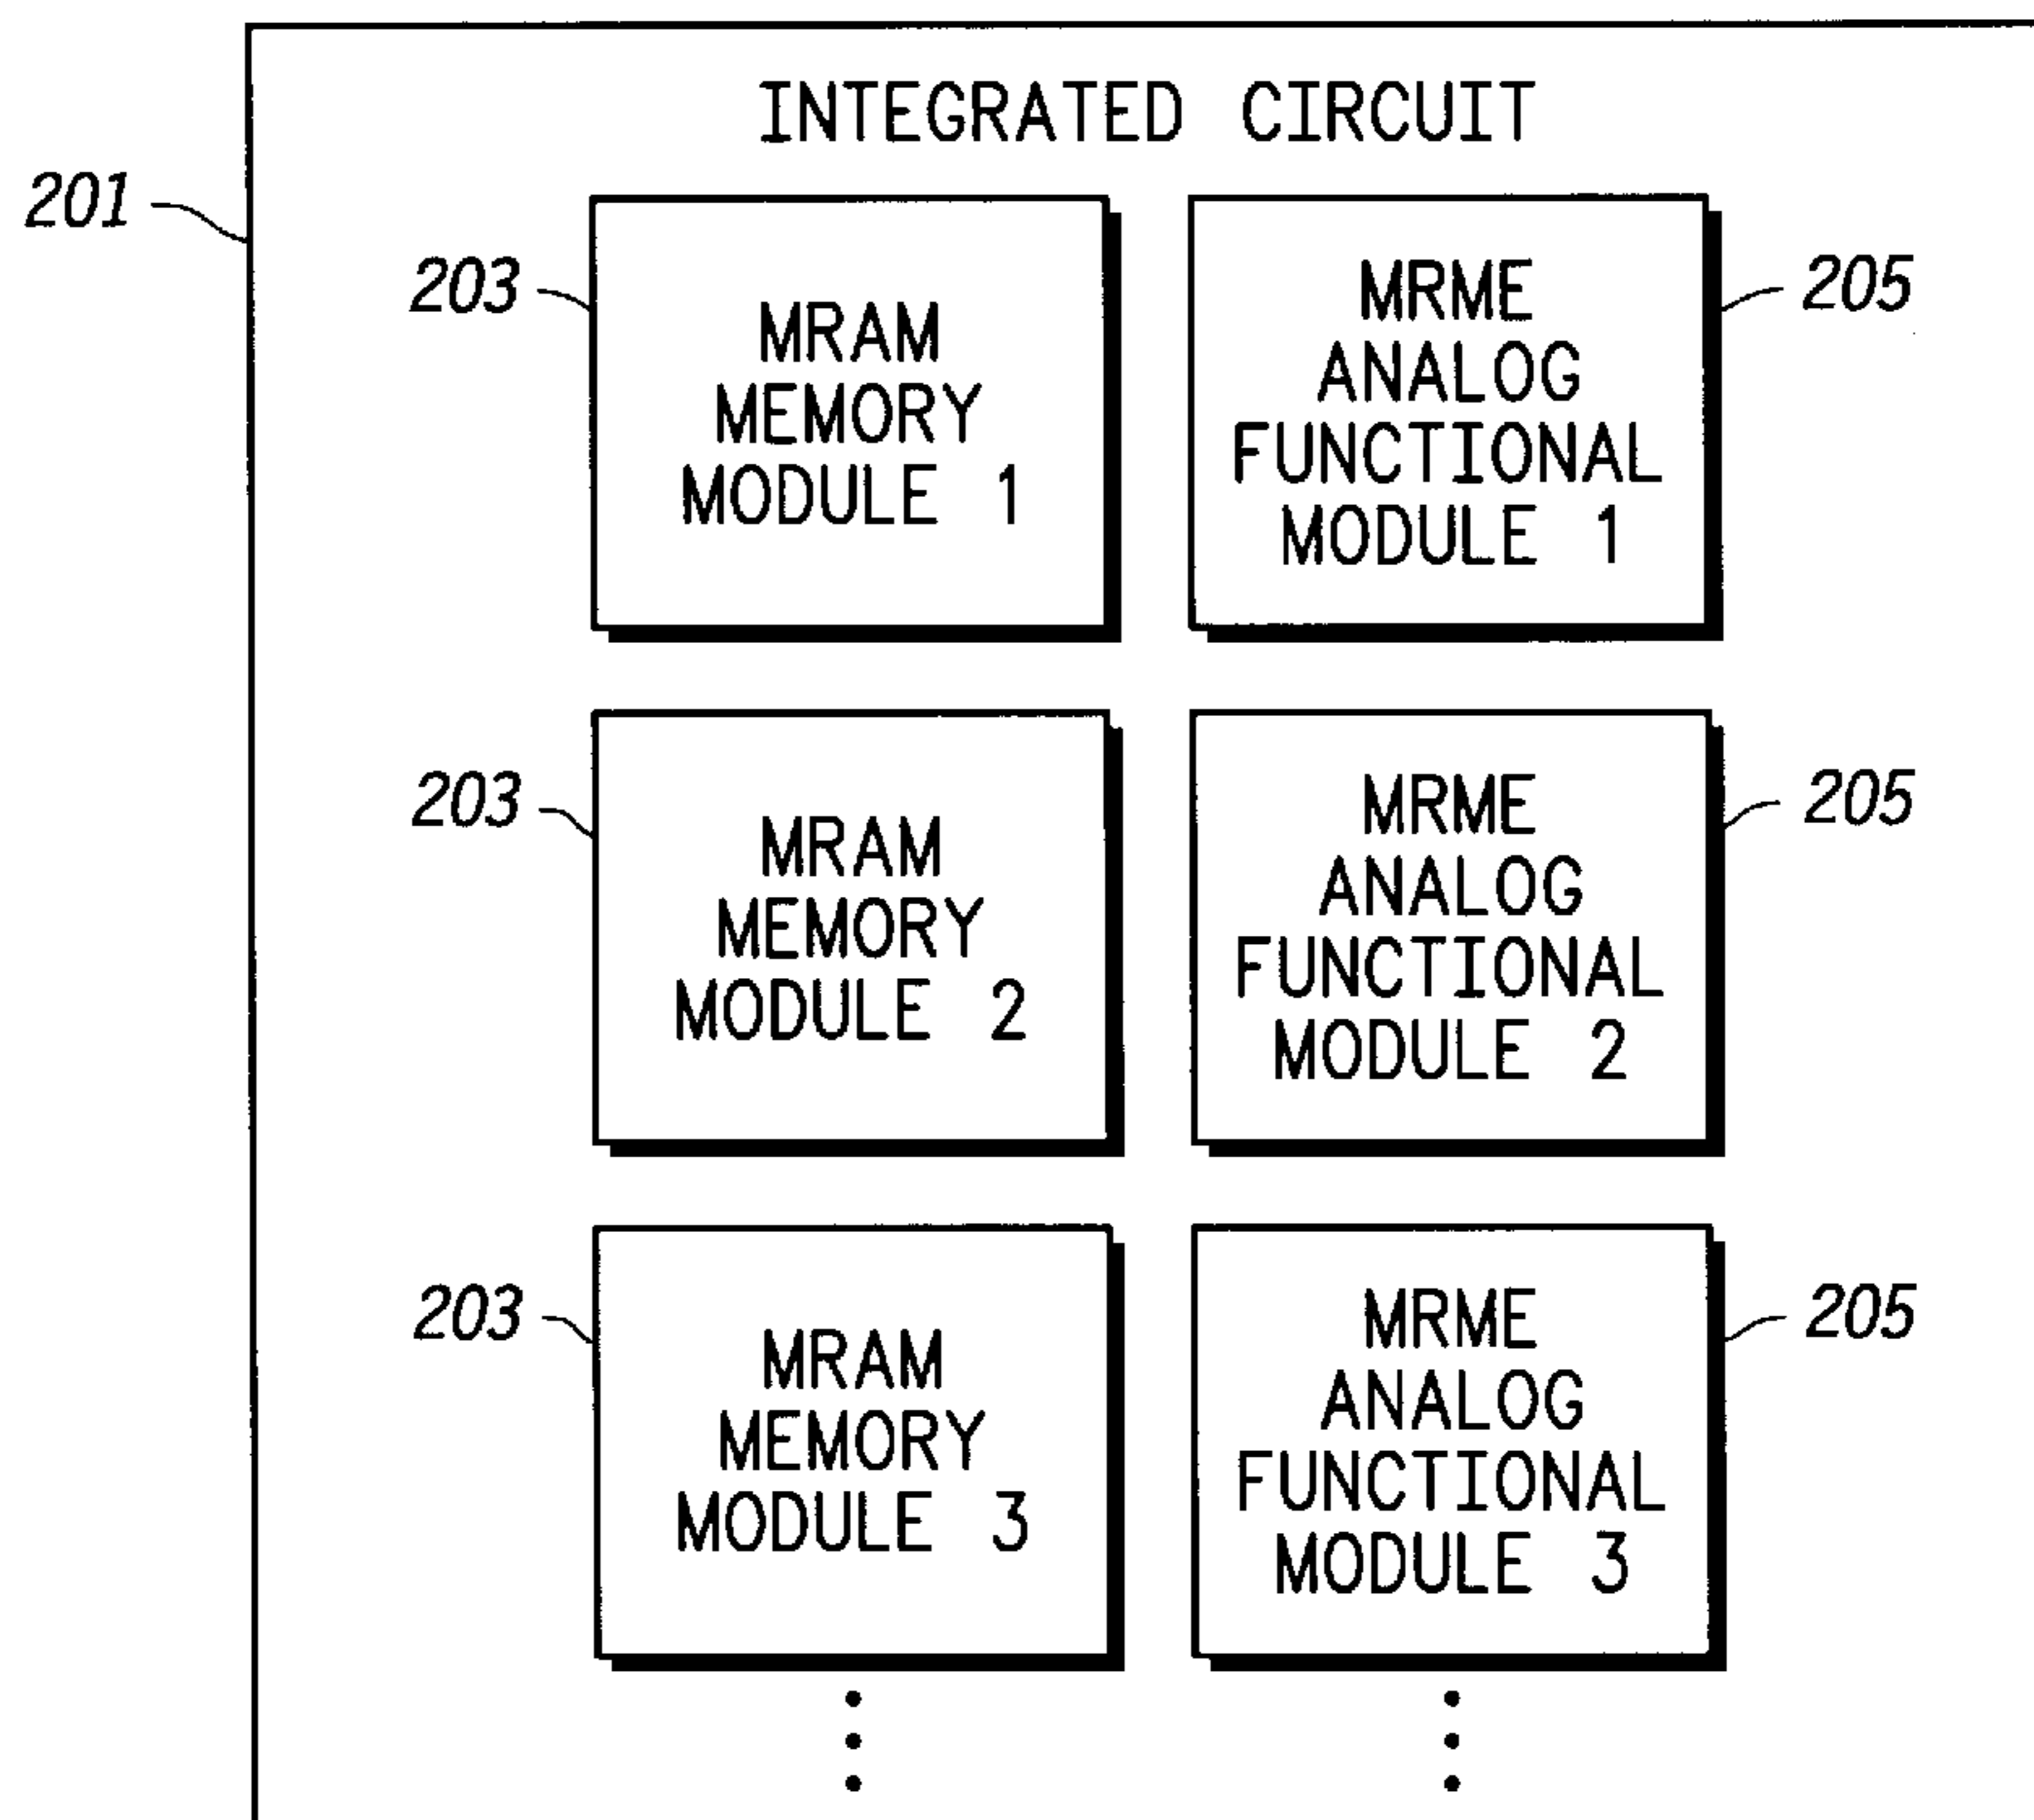 INTEGRATED CIRCUIT
201
203
MRAM
MEMORY
MODULE 1
MRME
ANALOG
FUNCTIONAL
MODULE 1
205
203
MRAM
MEMORY
MODULE 2
MRME
ANALOG
FUNCTIONAL
MODULE 2
205
203
MRAM
MEMORY
MODULE 3
MRME
ANALOG
FUNCTIONAL
MODULE 3
205